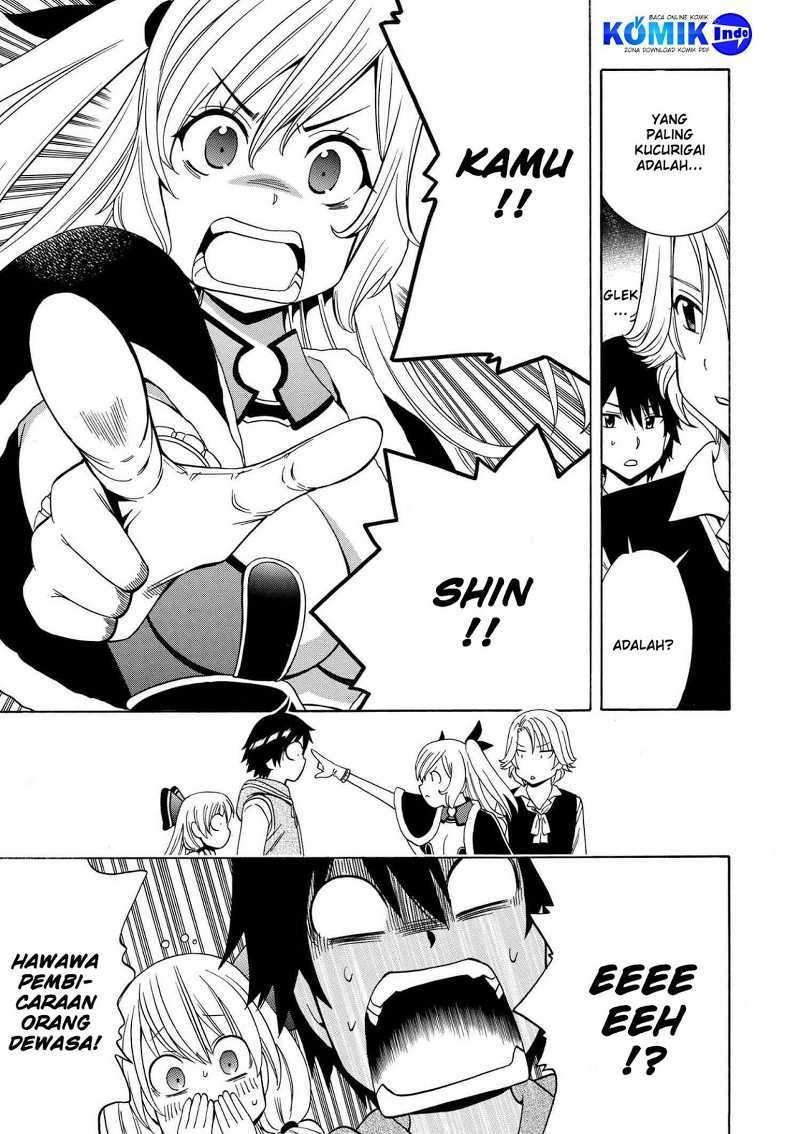 BACA ONLINE KOMIK
KOMIK Indo
ZONA DOWNLOAD KOMIK PDF
YANG
PALING
KUCURIGAI
ADALAH...
GLEK
...
ADALAH?
KAMU
!!
SHIN
!!
EEEE
EEH
!?
HAWAWA
PEMBI-
CARAAN
ORANG
DEWASA!